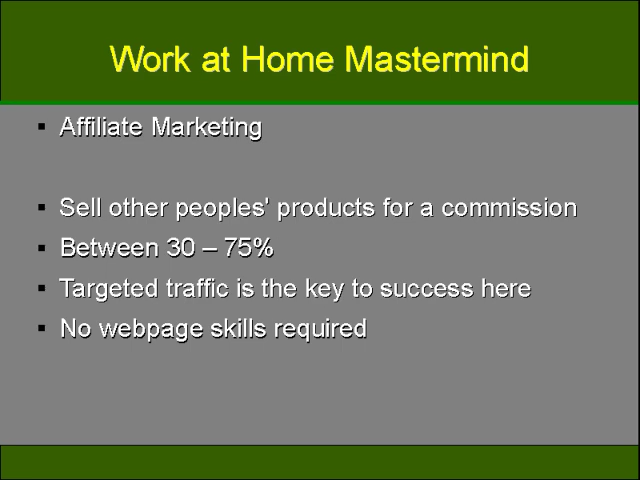 Work at Home Mastermind
▪ Affiliate Marketing
▪ Sell other peoples' products for a commission
▪ Between 30 – 75%
▪ Targeted traffic is the key to success here
▪ No webpage skills required